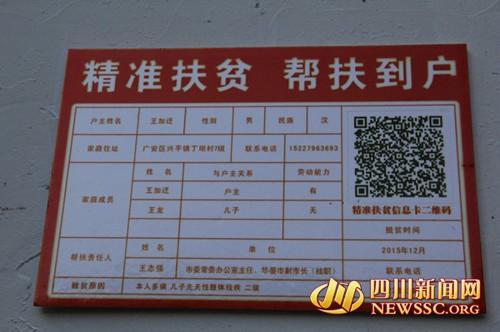 精准扶贫 帮扶到户
户主姓名 王加迁 性别 男 民族 汉
家庭住址 广安区兴平镇丁坝村7组 联系电话 15227963693
家庭成员 姓名 与户主关系 劳动能力
王加迁 户主 有
王龙 儿子 无
精准扶贫信息卡二维码
脱贫时间
帮扶责任人 姓名 单位 2015年12月
王志强 市委常委办公室主任、华蓥市副市长(挂职) 联系电话
致贫原因 本人多病 儿子先天性肢体残疾 二级
四川新闻网
NEWSSC.ORG